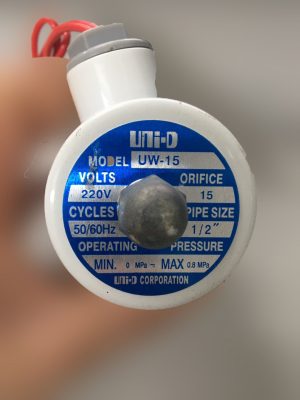 UNi-D
MODEL UW-15
VOLTS ORIFICE
220V 15
CYCLES PIPE SIZE
50/60Hz 1/2"
OPERATING PRESSURE
MIN. 0 MPa ~ MAX 0.8 MPa
UNi-D CORPORATION